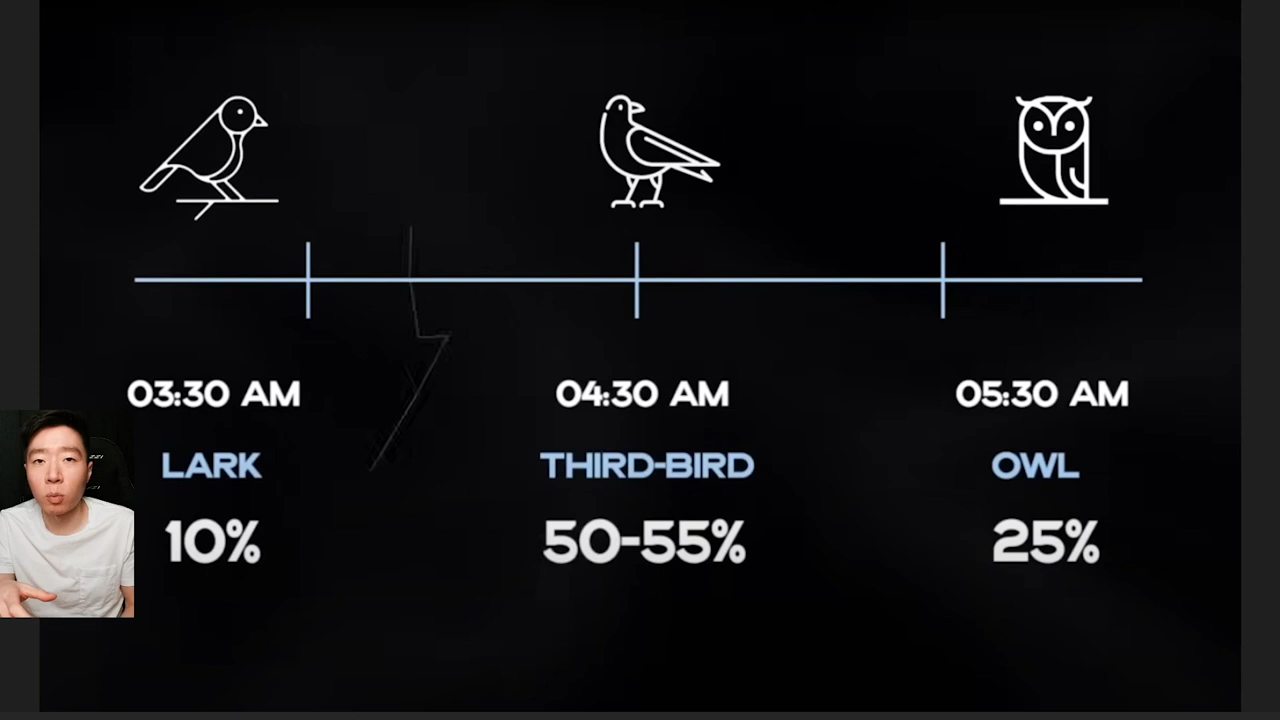 03:30 AM
04:30 AM
05:30 AM
LARK
THIRD-BIRD
OWL
10%
50-55%
25%